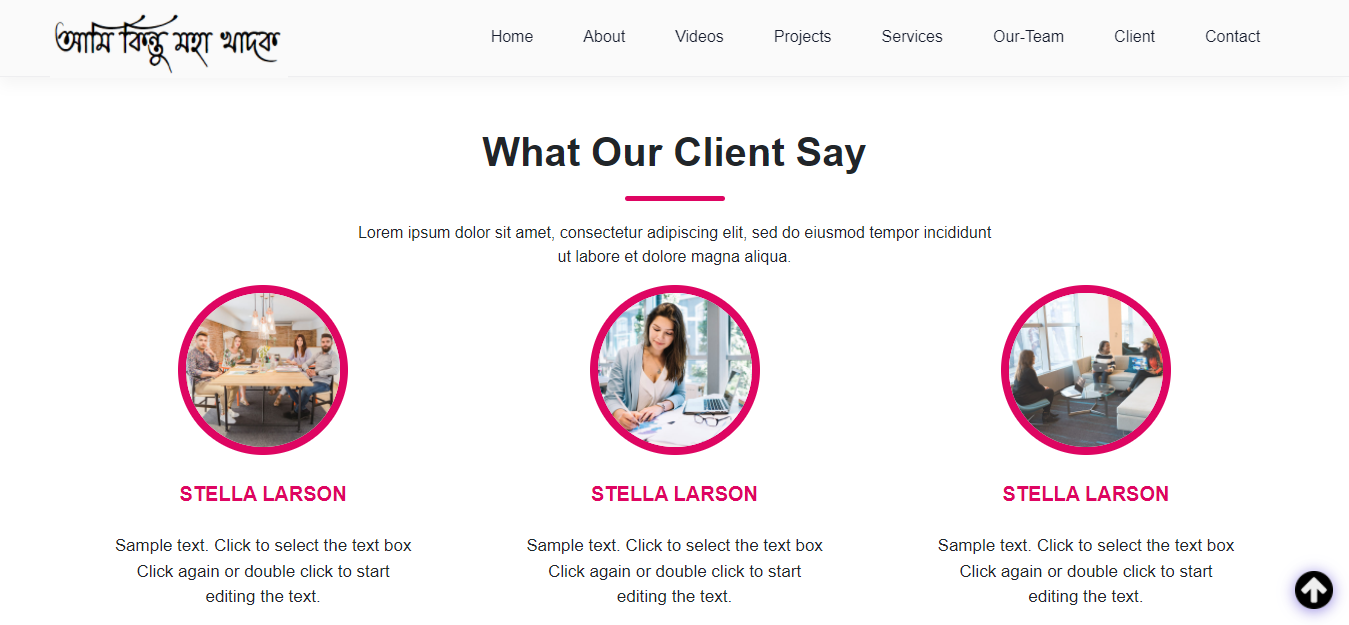 আমি কিন্তু মহা খাদক
Home About Videos Projects Services Our-Team Client Contact
What Our Client Say
Lorem ipsum dolor sit amet, consectetur adipiscing elit, sed do eiusmod tempor incididunt
ut labore et dolore magna aliqua.
STELLA LARSON
Sample text. Click to select the text box
Click again or double click to start
editing the text.
STELLA LARSON
Sample text. Click to select the text box
Click again or double click to start
editing the text.
STELLA LARSON
Sample text. Click to select the text box
Click again or double click to start
editing the text.